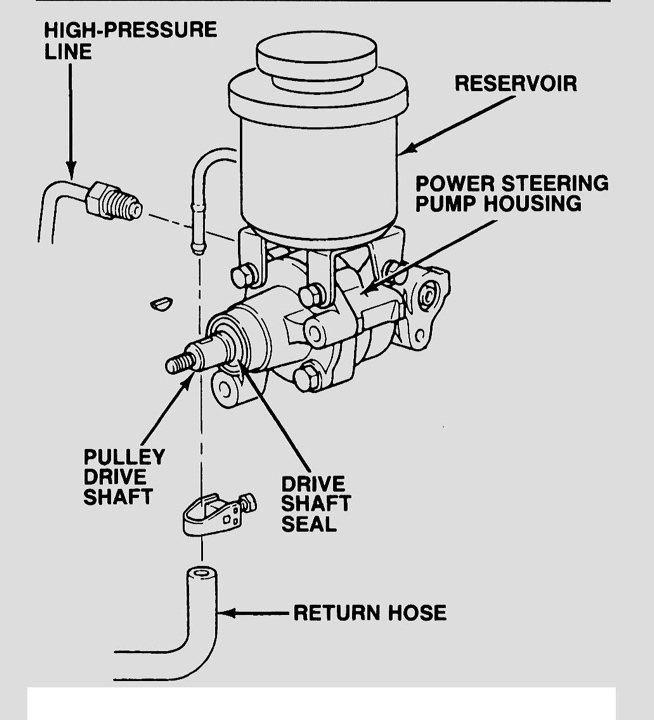 HIGH-PRESSURE
LINE
RESERVOIR
POWER STEERING
PUMP HOUSING
PULLEY
DRIVE
SHAFT
DRIVE
SHAFT
SEAL
RETURN HOSE